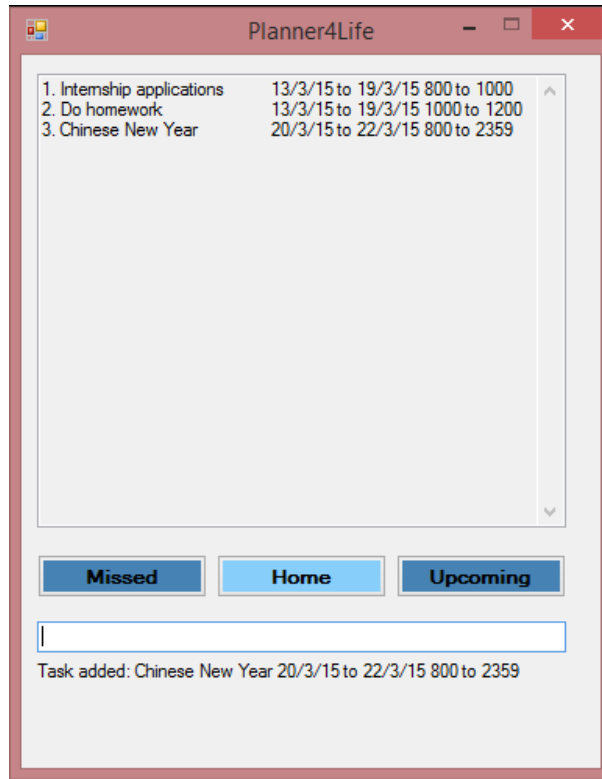 Planner4Life
1. Internship applications 13/3/15 to 19/3/15 800 to 1000
2. Do homework 13/3/15 to 19/3/15 1000 to 1200
3. Chinese New Year 20/3/15 to 22/3/15 800 to 2359
Missed Home Upcoming
Task added: Chinese New Year 20/3/15 to 22/3/15 800 to 2359